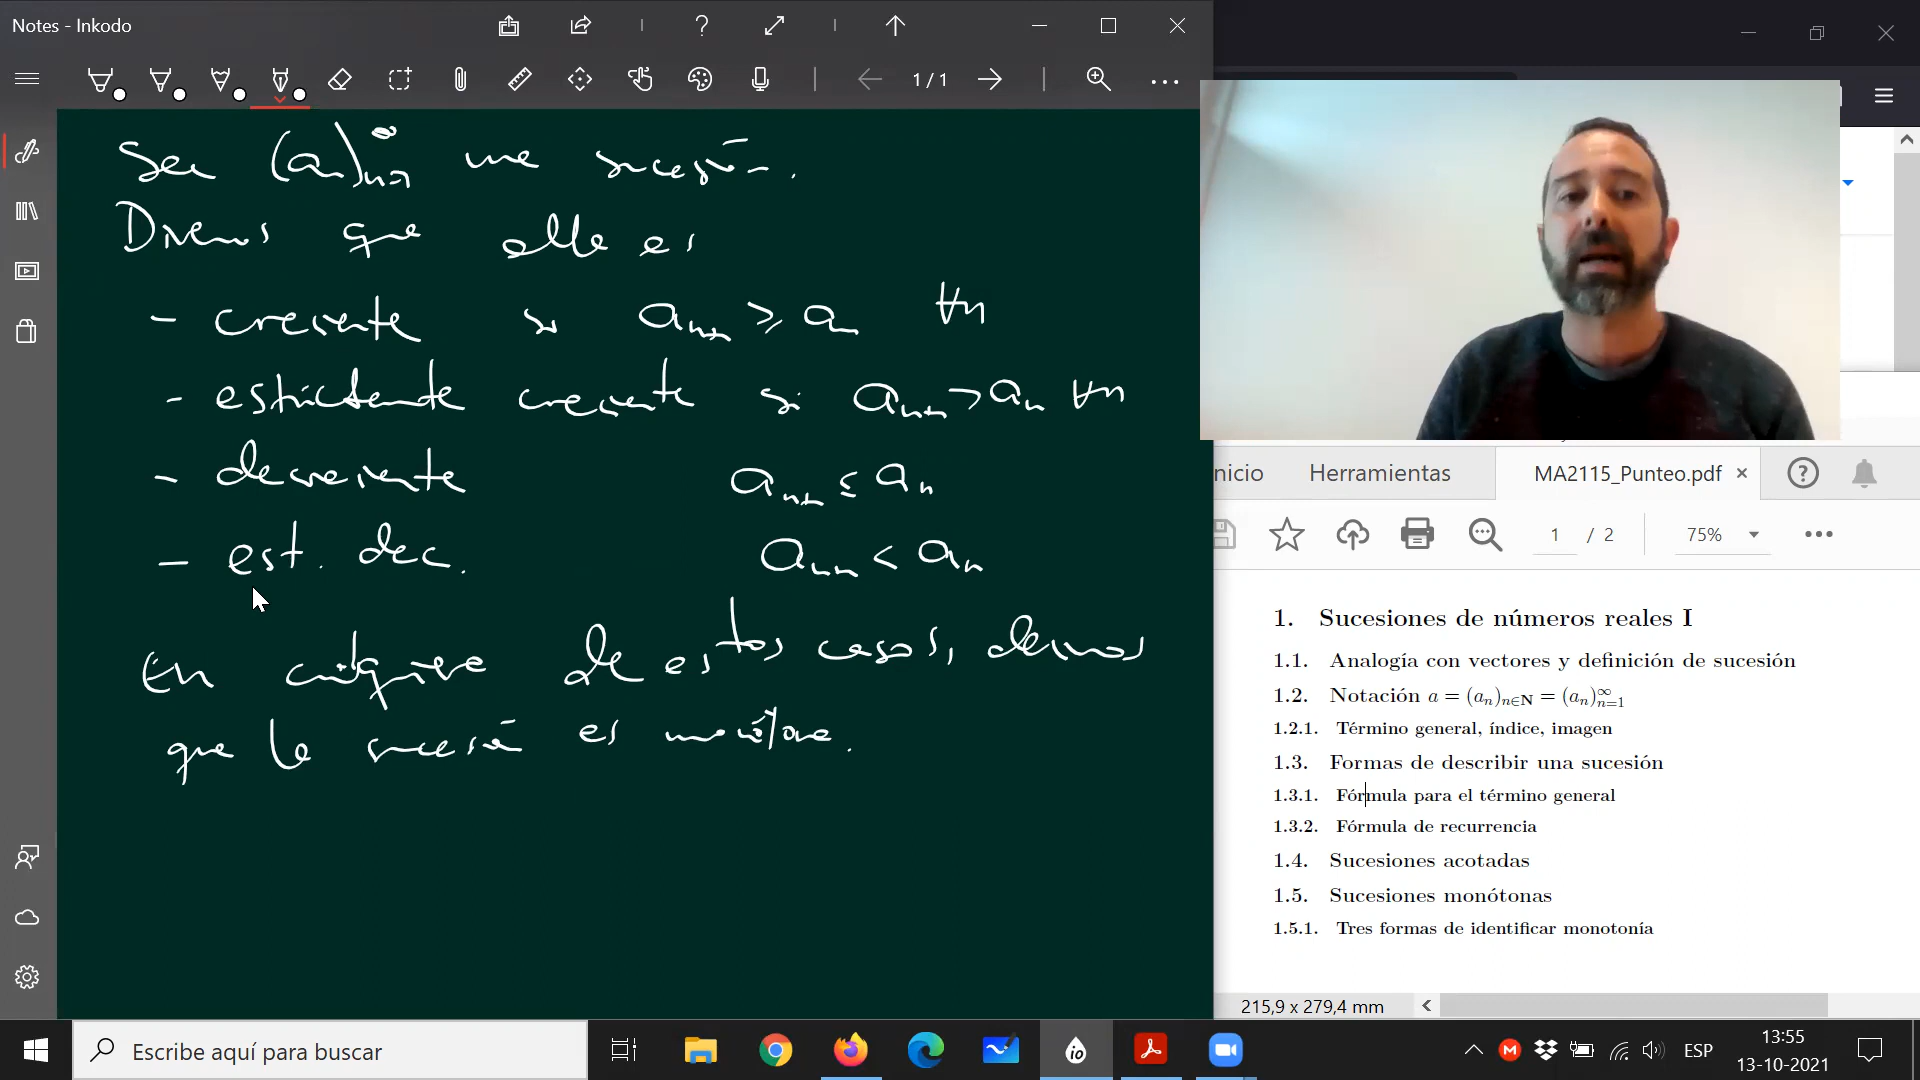 Notes - Inkodo
1 / 1
Sea (an)∞n=1 una sucesión.
Diremos que ella es
- creciente si an+1 ≥ an ∀n
- estrictamente creciente si an+1 > an ∀n
- decreciente an+1 ≤ an
- est. dec. an+1 < an
En cualquiera de estos casos, decimos
que la sucesión es monótona.
nicio Herramientas MA2115_Punteo.pdf ×
1 / 2 75%
1. Sucesiones de números reales I
1.1. Analogía con vectores y definición de sucesión
1.2. Notación a = (an)n∈N = (an)∞n=1
1.2.1. Término general, índice, imagen
1.3. Formas de describir una sucesión
1.3.1. Fórmula para el término general
1.3.2. Fórmula de recurrencia
1.4. Sucesiones acotadas
1.5. Sucesiones monótonas
1.5.1. Tres formas de identificar monotonía
215,9 x 279,4 mm
Escribe aquí para buscar
io
M
ESP
13:55
13-10-2021